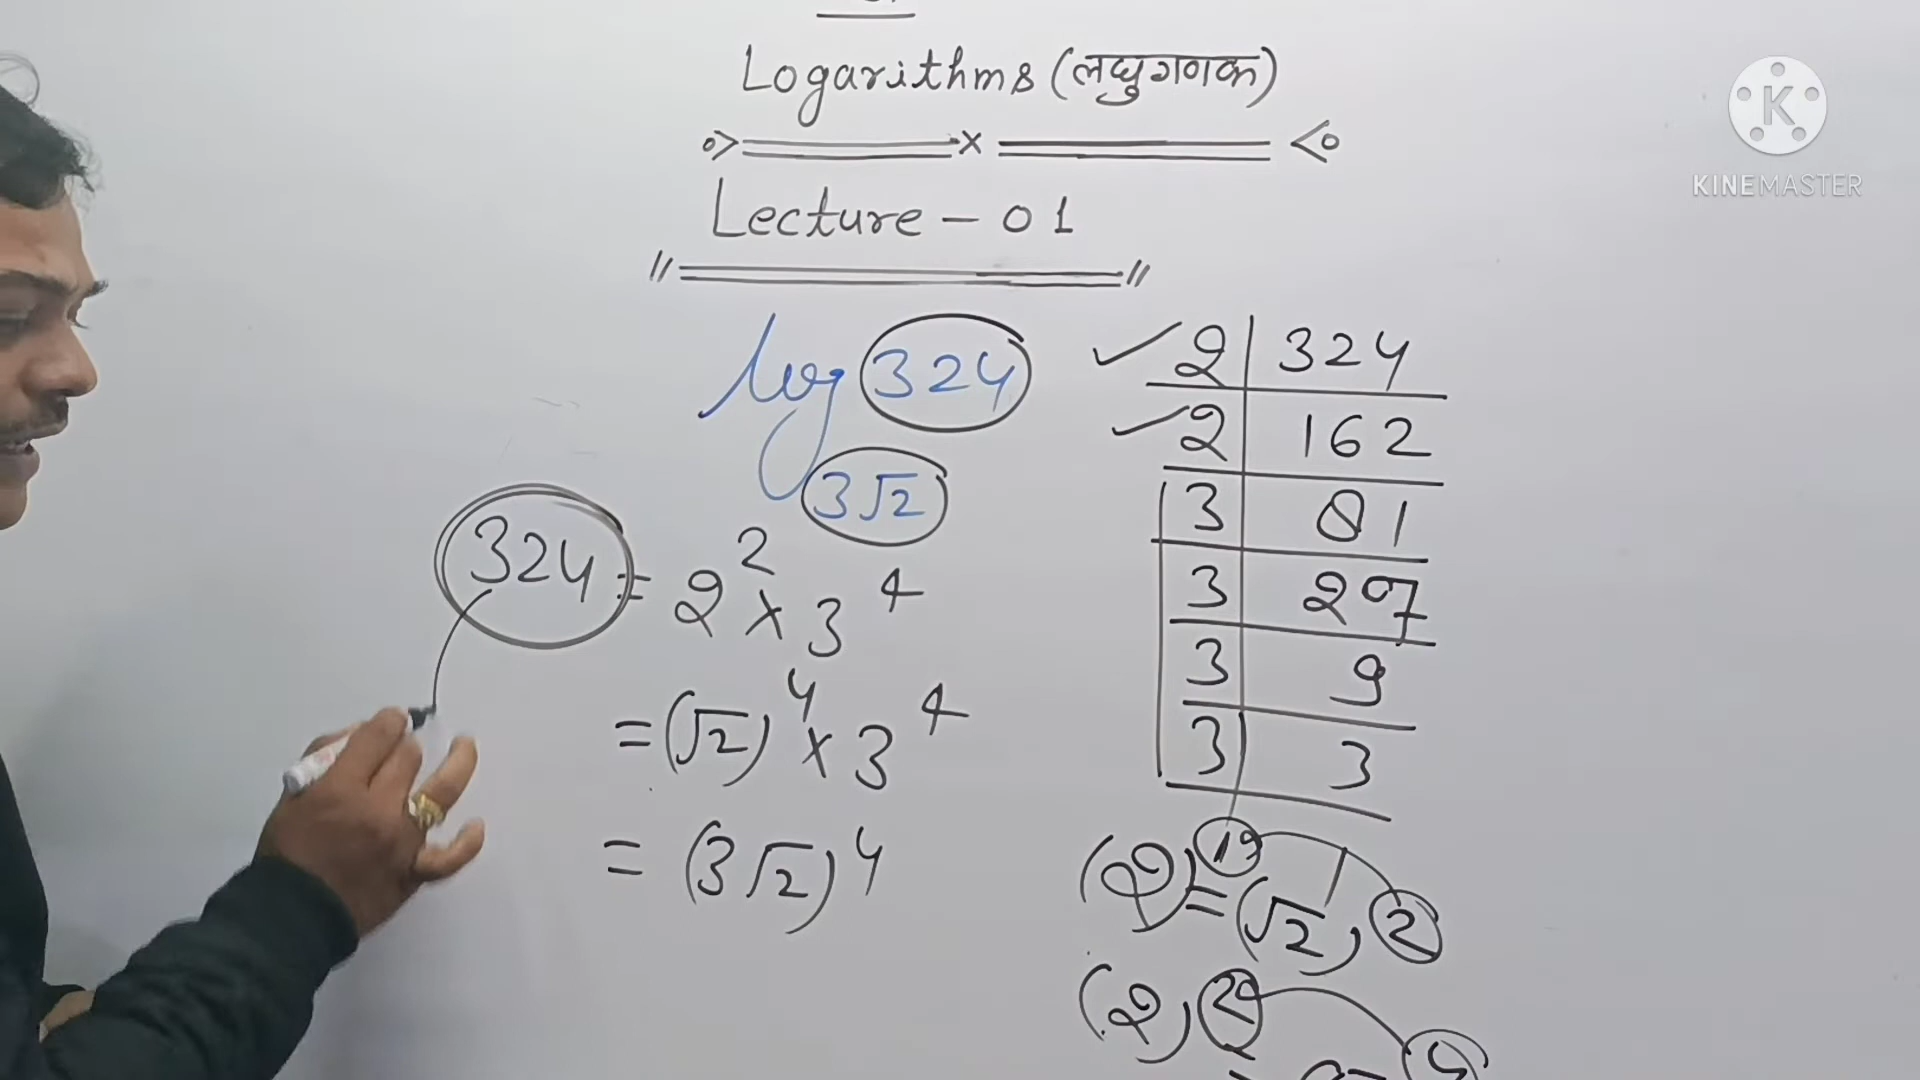 Logarithms (लघुगणक)
Lecture - 01
log 324
3√2
324 = 2² × 3⁴
= (√2)⁴ × 3⁴
= (3√2)⁴
2 | 324
2 | 162
3 | 81
3 | 27
3 | 9
3 | 3
(2) = (√2) 2
(2)
K
KINEMASTER